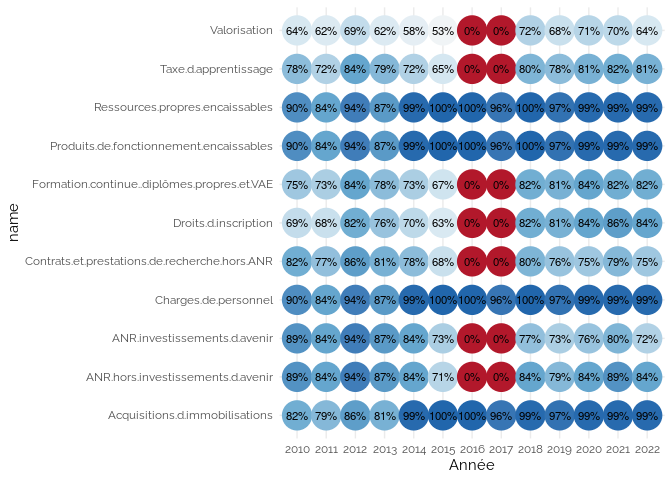 Valorisation 64% 62% 69% 62% 58% 53% 0% 0% 72% 68% 71% 70% 64%
Taxe.d.apprentissage 78% 72% 84% 79% 72% 65% 0% 0% 80% 78% 81% 82% 81%
Ressources.propres.encaissables 90% 84% 94% 87% 99% 100% 100% 96% 100% 97% 99% 99% 99%
Produits.de.fonctionnement.encaissables 90% 84% 94% 87% 99% 100% 100% 96% 100% 97% 99% 99% 99%
Formation.continue..diplômes.propres.et.VAE 75% 73% 84% 78% 73% 67% 0% 0% 82% 81% 84% 82% 82%
Droits.d.inscription 69% 68% 82% 76% 70% 63% 0% 0% 82% 81% 84% 86% 84%
Contrats.et.prestations.de.recherche.hors.ANR 82% 77% 86% 81% 78% 68% 0% 0% 80% 76% 75% 79% 75%
Charges.de.personnel 90% 84% 94% 87% 99% 100% 100% 96% 100% 97% 99% 99% 99%
ANR.investissements.d.avenir 89% 84% 94% 87% 84% 73% 0% 0% 77% 73% 76% 80% 72%
ANR.hors.investissements.d.avenir 89% 84% 94% 87% 84% 71% 0% 0% 84% 79% 84% 89% 84%
Acquisitions.d.immobilisations 82% 79% 86% 81% 99% 100% 100% 96% 99% 97% 99% 99% 99%
name
2010 2011 2012 2013 2014 2015 2016 2017 2018 2019 2020 2021 2022
Année